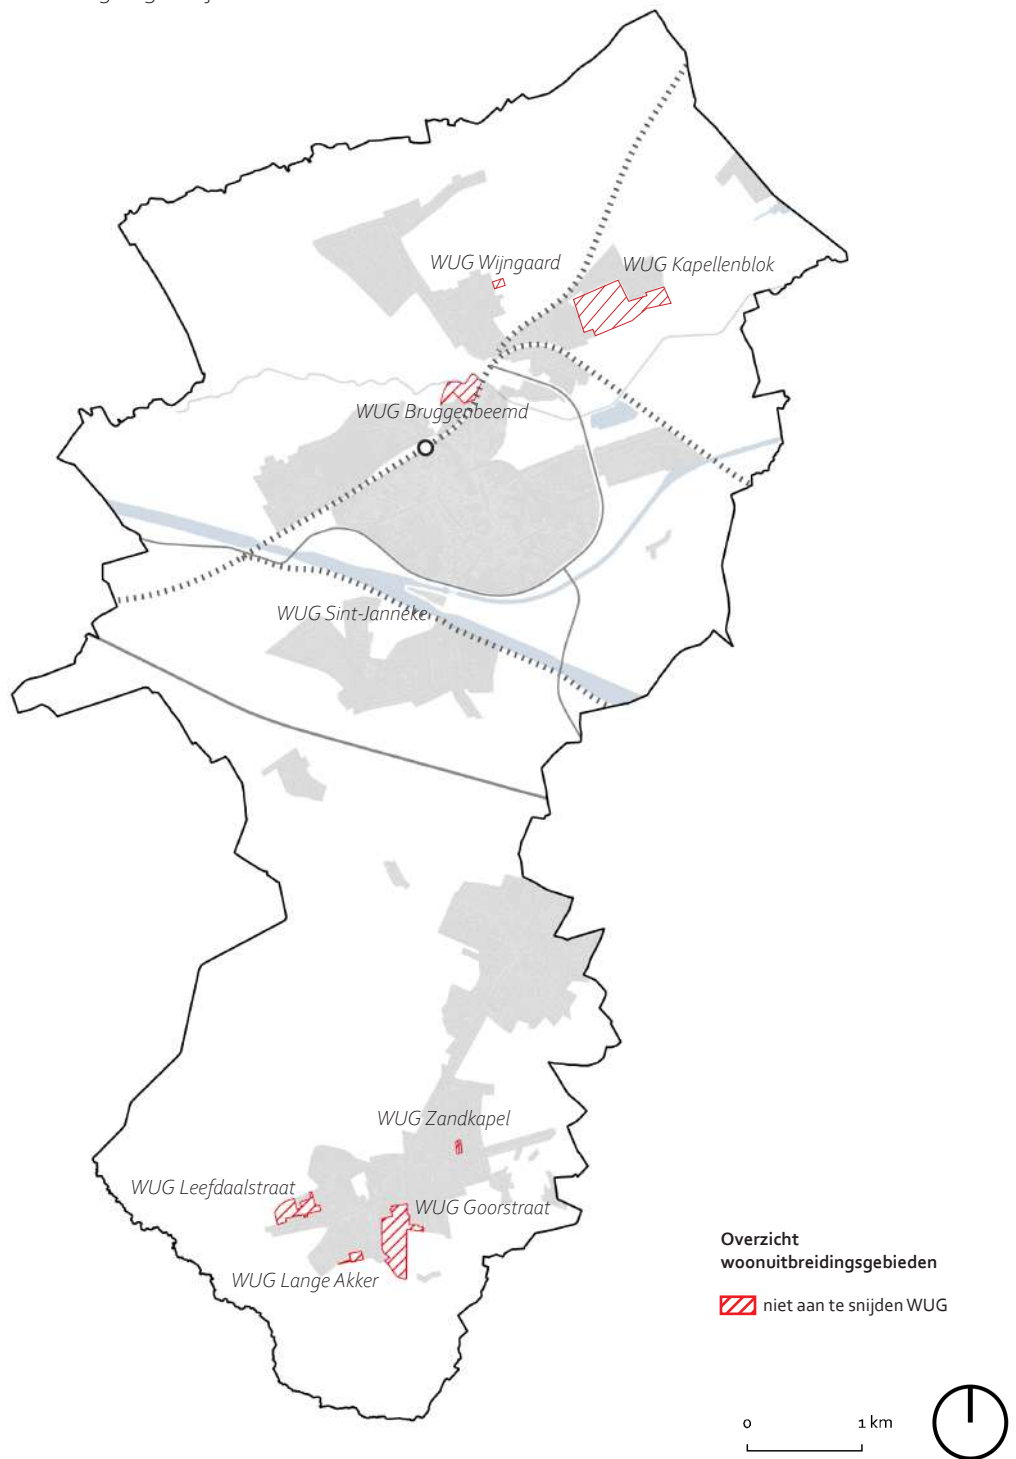 WUG Wijngaard
WUG Kapellenblok
WUG Bruggenbeemd
WUG Sint-Janneke
WUG Zandkapel
WUG Leefdaalstraat
WUG Goorstraat
WUG Lange Akker
Overzicht
woonuitbreidingsgebieden
niet aan te snijden WUG
0 1 km